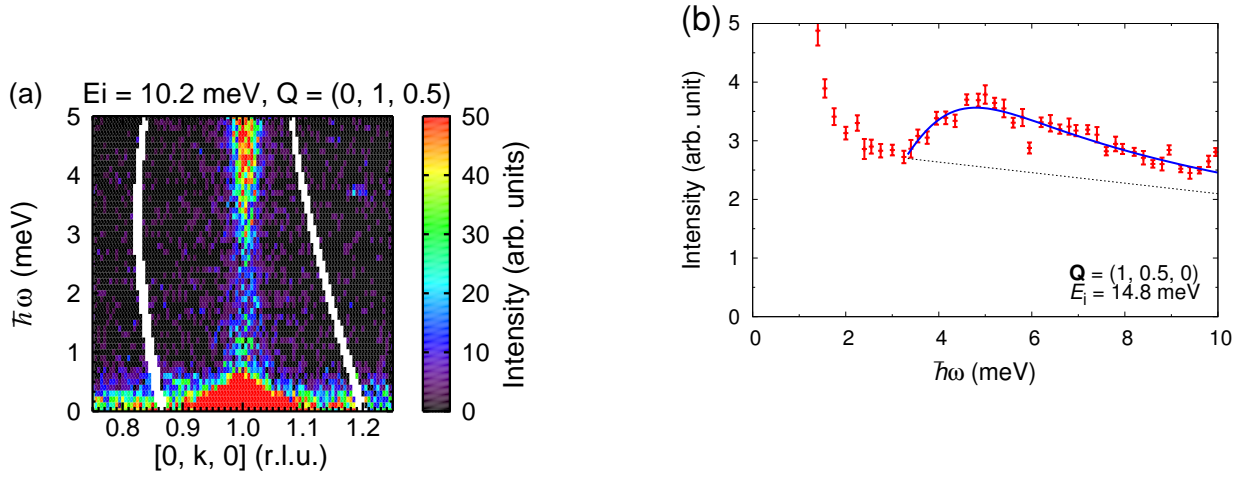 (a)
Ei = 10.2 meV, Q = (0, 1, 0.5)
ħω (meV)
5
4
3
2
1
0
0.8 0.9 1.0 1.1 1.2
[0, k, 0] (r.l.u.)
50
40
30
20
10
0
Intensity (arb. units)
(b)
Intensity (arb. unit)
5
4
3
2
1
0
Q = (1, 0.5, 0)
Ei = 14.8 meV
0 2 4 6 8 10
ħω (meV)